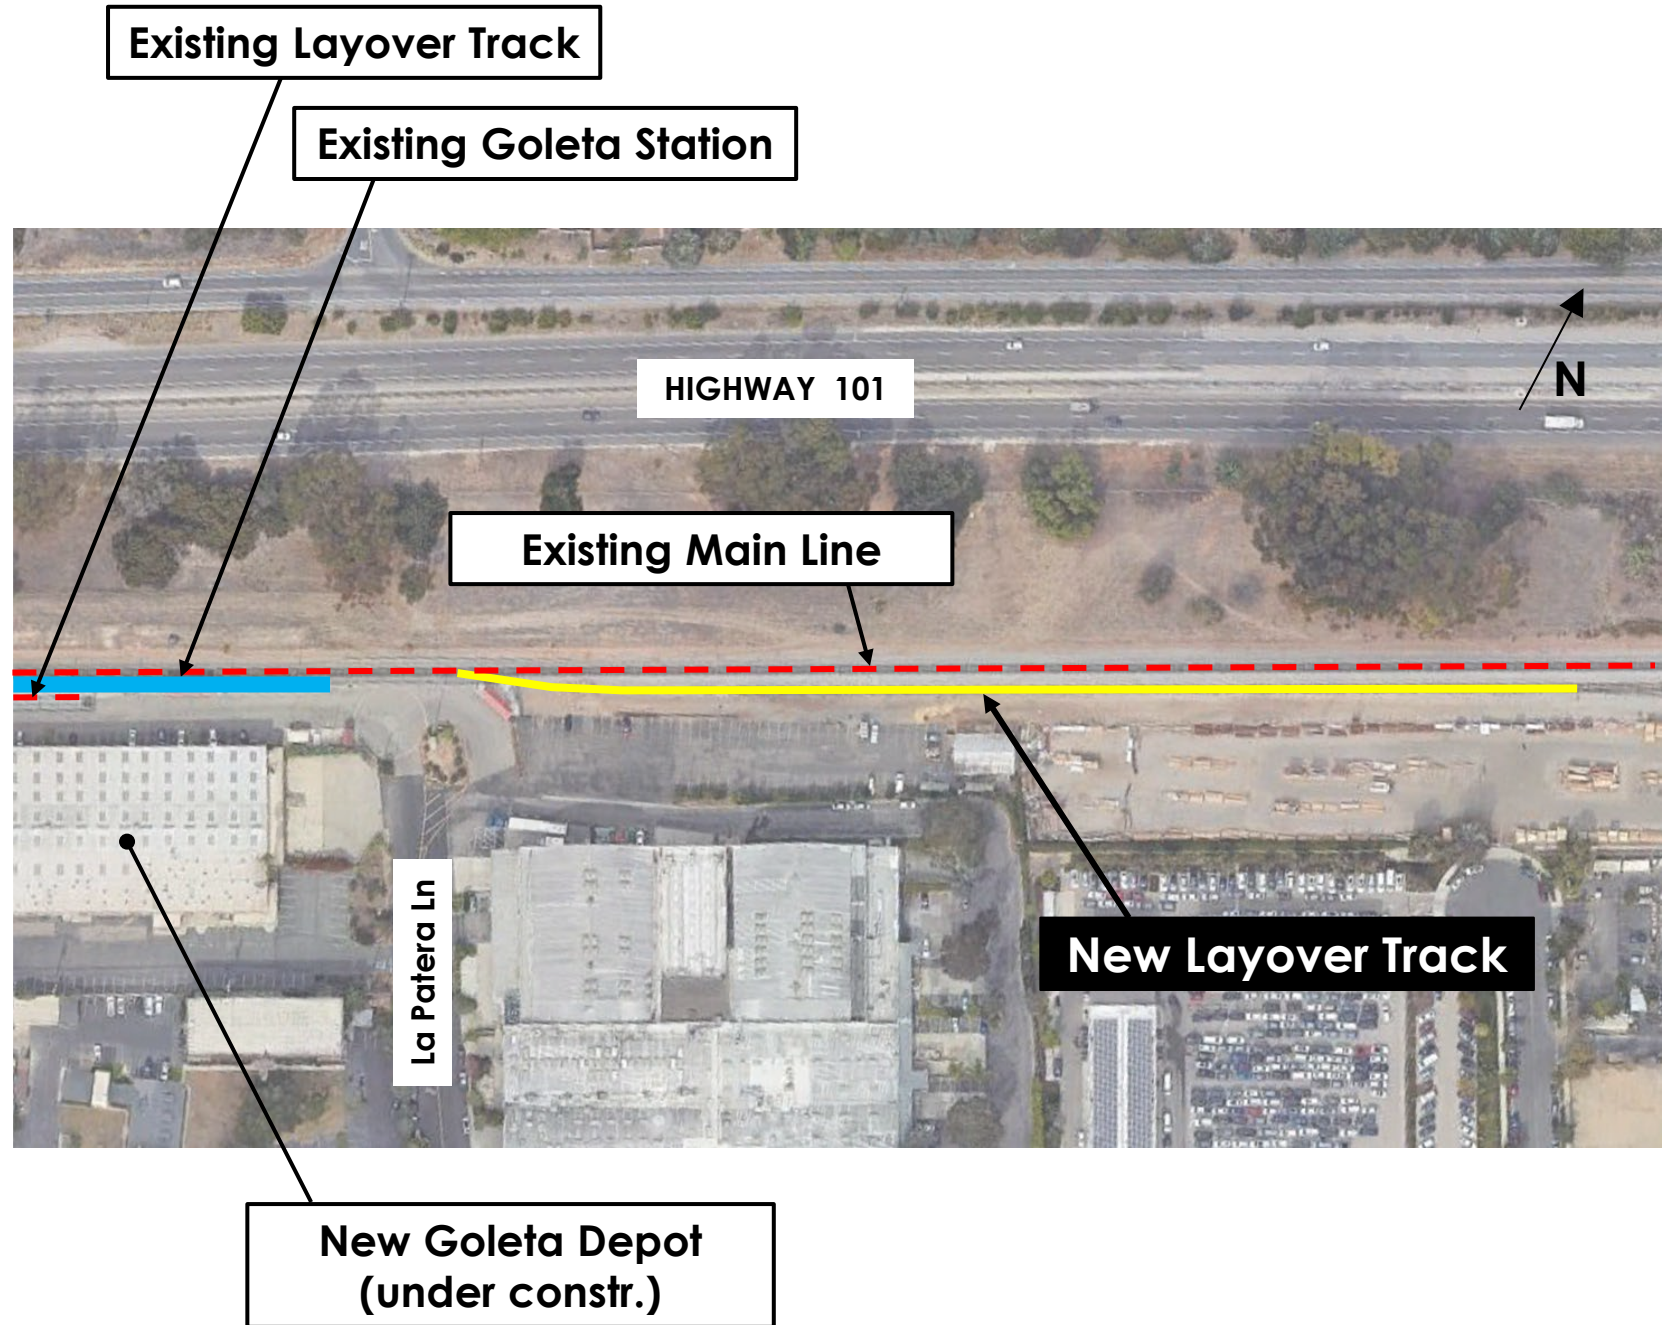 Existing Layover Track
Existing Goleta Station
HIGHWAY 101
N
Existing Main Line
La Patera Ln
New Layover Track
New Goleta Depot
(under constr.)